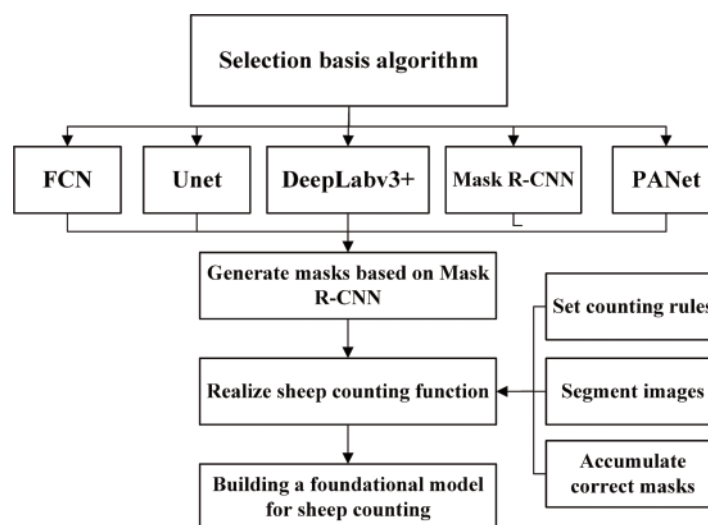 Selection basis algorithm
FCN
Unet
DeepLabv3+
Mask R-CNN
PANet
Generate masks based on Mask
R-CNN
Set counting rules
Realize sheep counting function
Segment images
Accumulate
correct masks
Building a foundational model
for sheep counting